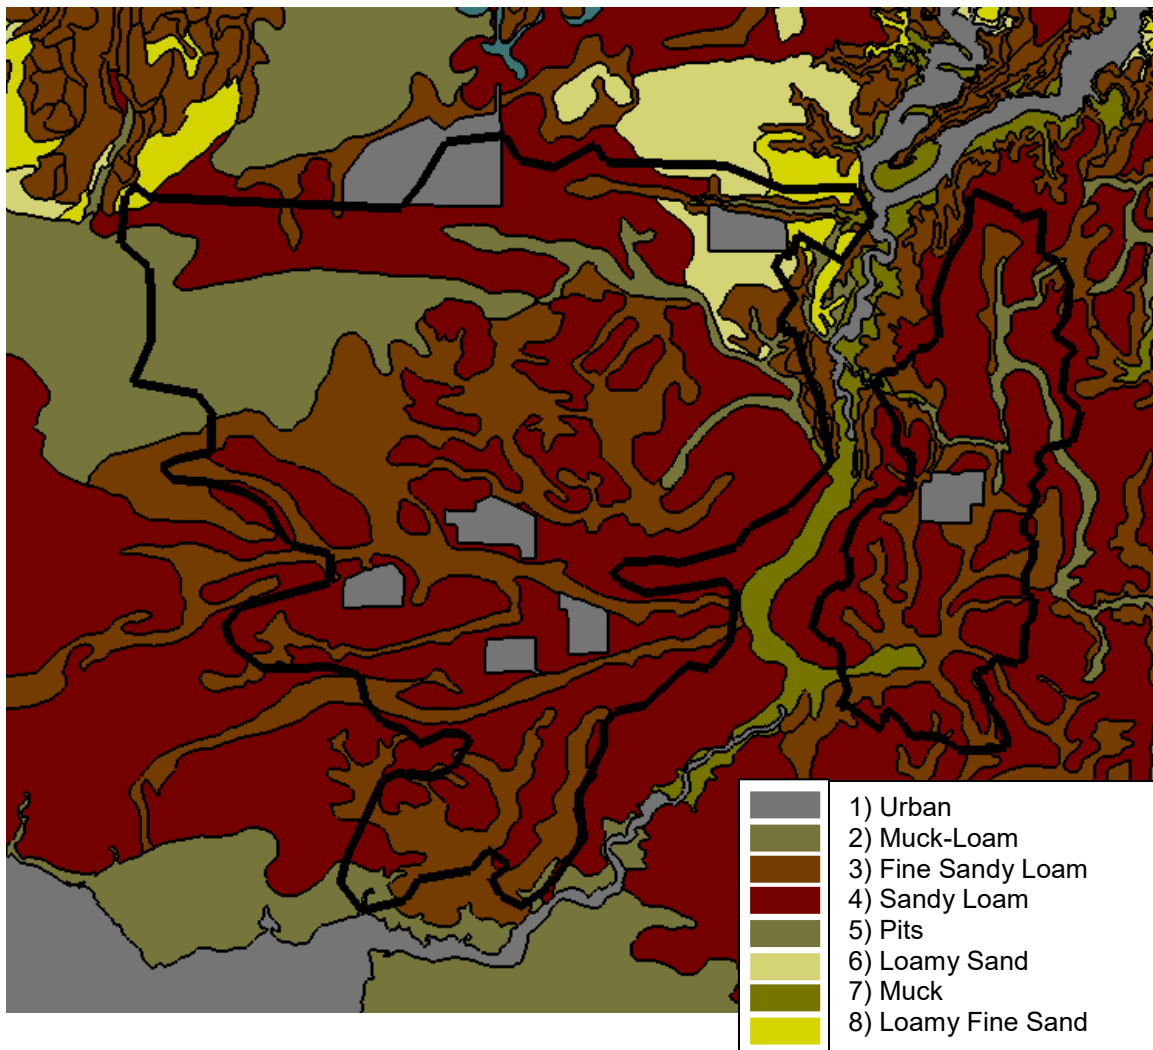 1) Urban
2) Muck-Loam
3) Fine Sandy Loam
4) Sandy Loam
5) Pits
6) Loamy Sand
7) Muck
8) Loamy Fine Sand